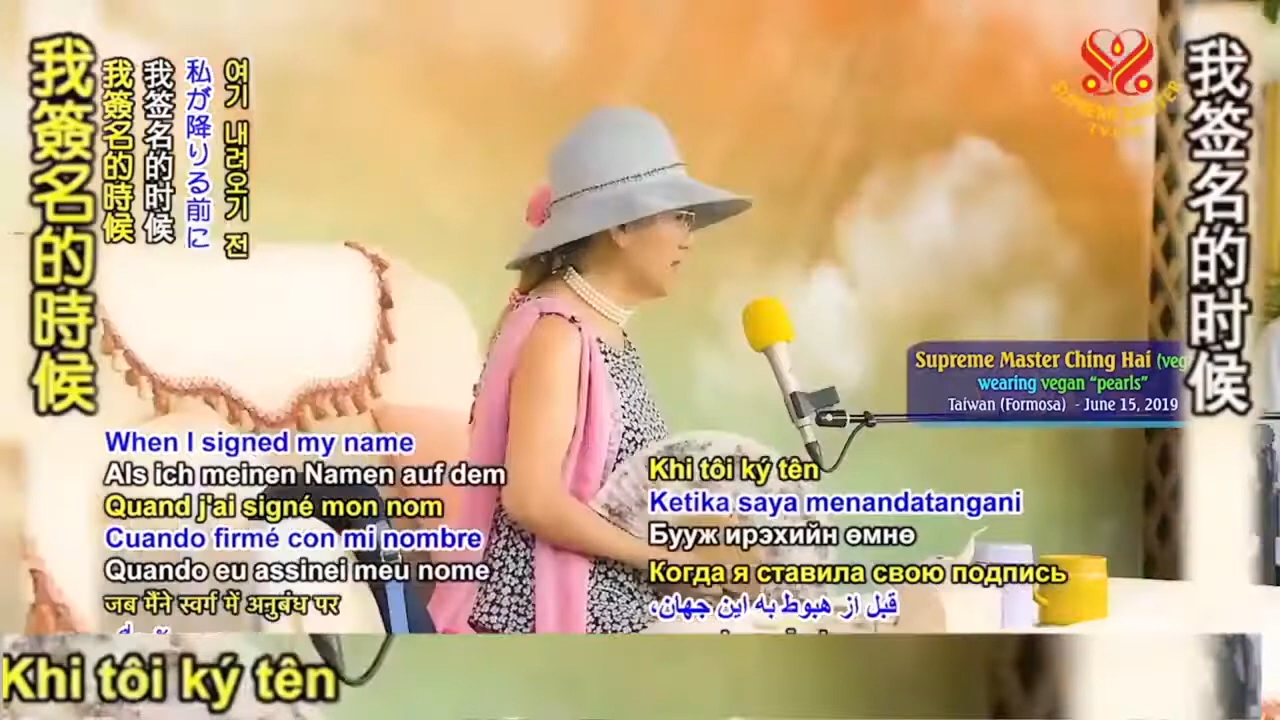 我簽名的時候
我簽名的時候
我签名的时候
私が降りる前に
여기 내려오기 전
我签名的时候
SUPREME MASTER
TV
Supreme Master Ching Hai (veg
wearing vegan “pearls”
Taiwan (Formosa) - June 15, 2019
When I signed my name
Als ich meinen Namen auf dem
Quand j'ai signé mon nom
Cuando firmé con mi nombre
Quando eu assinei meu nome
जब मैंने स्वर्ग में अनुबंध पर
Khi tôi ký tên
Ketika saya menandatangani
Бууж ирэхийн өмнө
Когда я ставила свою подпись
قبل از هبوط به این جهان،
Khi tôi ký tên